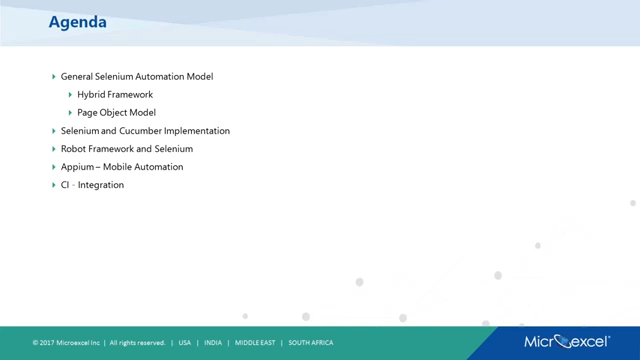 Agenda
General Selenium Automation Model
Hybrid Framework
Page Object Model
Selenium and Cucumber Implementation
Robot Framework and Selenium
Appium – Mobile Automation
CI - Integration
© 2017 Microexcel Inc | All rights reserved. | USA | INDIA | MIDDLE EAST | SOUTH AFRICA
Microexcel